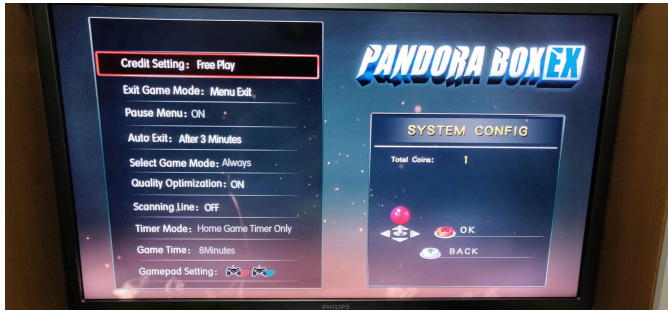 PANDORA BOX EX
Credit Setting: Free Play
Exit Game Mode: Menu Exit
Pause Menu: ON
Auto Exit: After 3 Minutes
Select Game Mode: Always
Quality Optimization: ON
Scanning Line: OFF
Timer Mode: Home Game Timer Only
Game Time: 8Minutes
Gamepad Setting:
SYSTEM CONFIG
Total Coins: 1
OK
BACK
PHILIPS